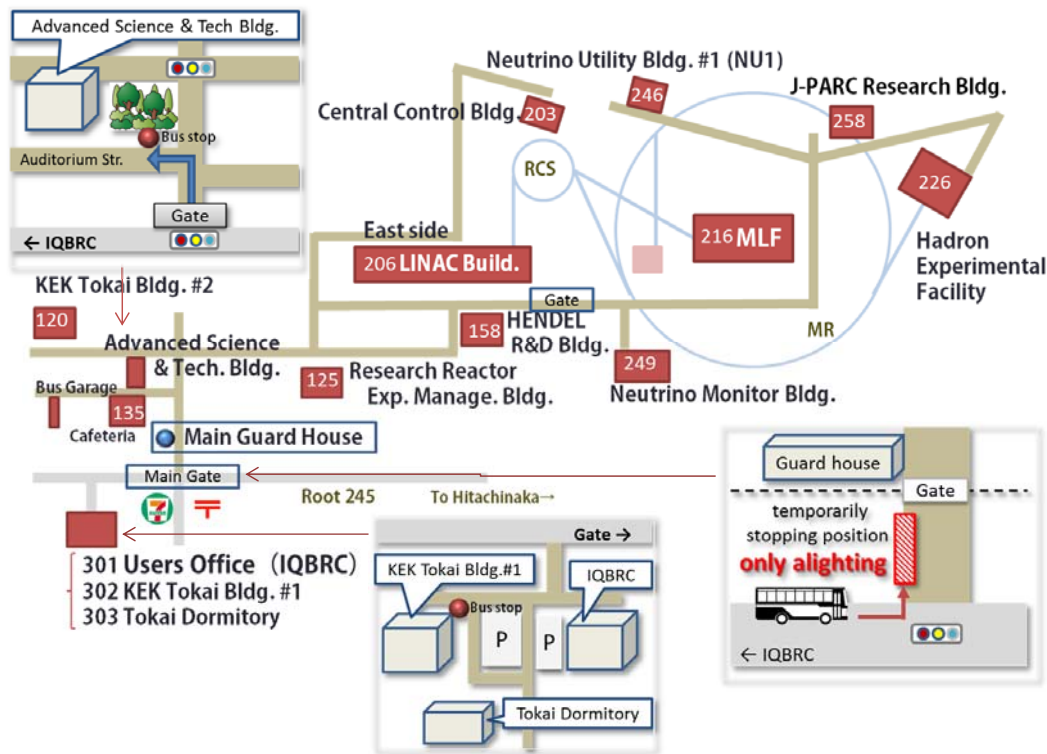 Advanced Science & Tech Bldg.
Bus stop
Auditorium Str.
Gate
← IQBRC
Neutrino Utility Bldg. #1 (NU1)
246
J-PARC Research Bldg.
258
Central Control Bldg.
203
RCS
226
East side
206 LINAC Build.
216 MLF
Hadron
Experimental
Facility
KEK Tokai Bldg. #2
120
Gate
MR
158
HENDEL
R&D Bldg.
Advanced Science
& Tech. Bldg.
125
Research Reactor
Exp. Manage. Bldg.
249
Neutrino Monitor Bldg.
Bus Garage
135
Cafeteria
Main Guard House
Main Gate
Root 245
To Hitachinaka→
7
ELEVEN
〒
301 Users Office（IQBRC）
302 KEK Tokai Bldg. #1
303 Tokai Dormitory
Gate →
KEK Tokai Bldg.#1
IQBRC
Bus stop
P
P
Tokai Dormitory
Guard house
Gate
temporarily
stopping position
only alighting
← IQBRC